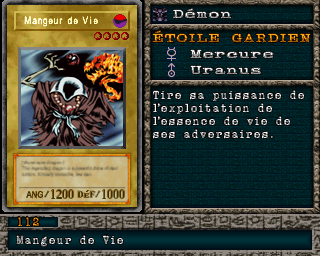 Mangeur de Vie
ANG/1200 DéF/1000
Démon
ÉTOILE GARDIEN
Mercure
Uranus
Tire sa puissance de
l'exploitation de
l'essence de vie de
ses adversaires.
112
Mangeur de Vie